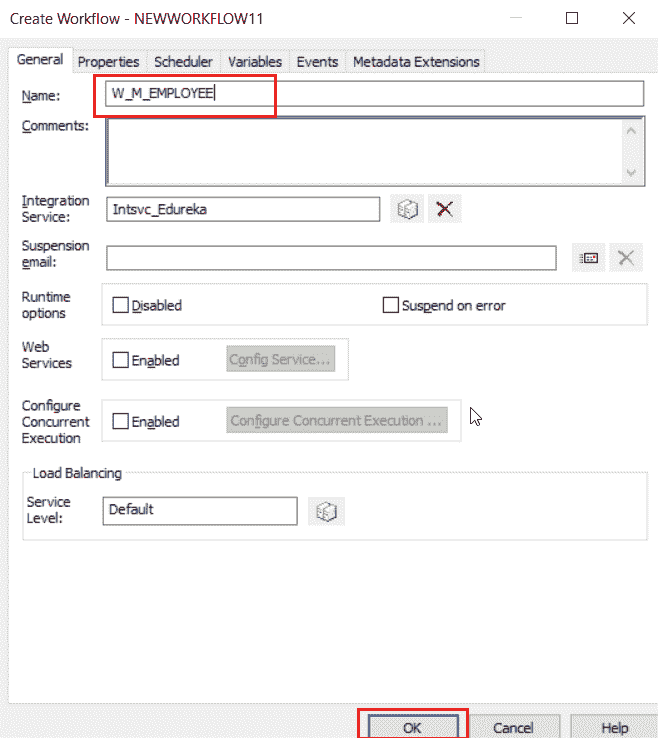 Create Workflow - NEWWORKFLOW11
General Properties Scheduler Variables Events Metadata Extensions
Name: W_M_EMPLOYEE
Comments:
Integration
Service: Intsvc_Edureka
Suspension
email:
Runtime
options Disabled Suspend on error
Web
Services Enabled Config Service...
Configure
Concurrent
Execution Enabled Configure Concurrent Execution ...
Load Balancing
Service
Level: Default
OK Cancel Help